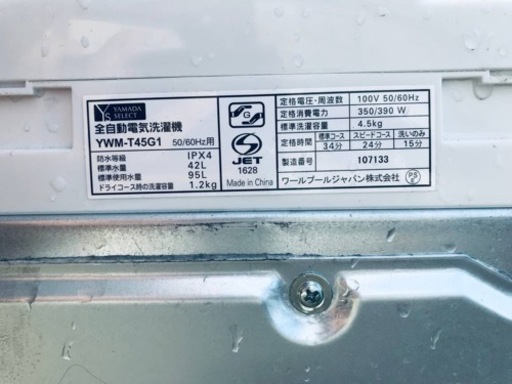 YS YAMADA SELECT
全自動電気洗濯機
YWM-T45G1 50/60Hz用
防水等級 IPX4
標準水量 42L
標準使用水量 95L
ドライコース時の洗濯容量 1.2kg
G
JET
1628
Made in China
定格電圧・周波数 100V 50/60Hz
定格消費電力 350/390 W
標準洗濯容量 4.5kg
標準コース スピードコース 洗いのみ
34分 24分 15分
製造番号 107133
ワールプールジャパン株式会社
PSE